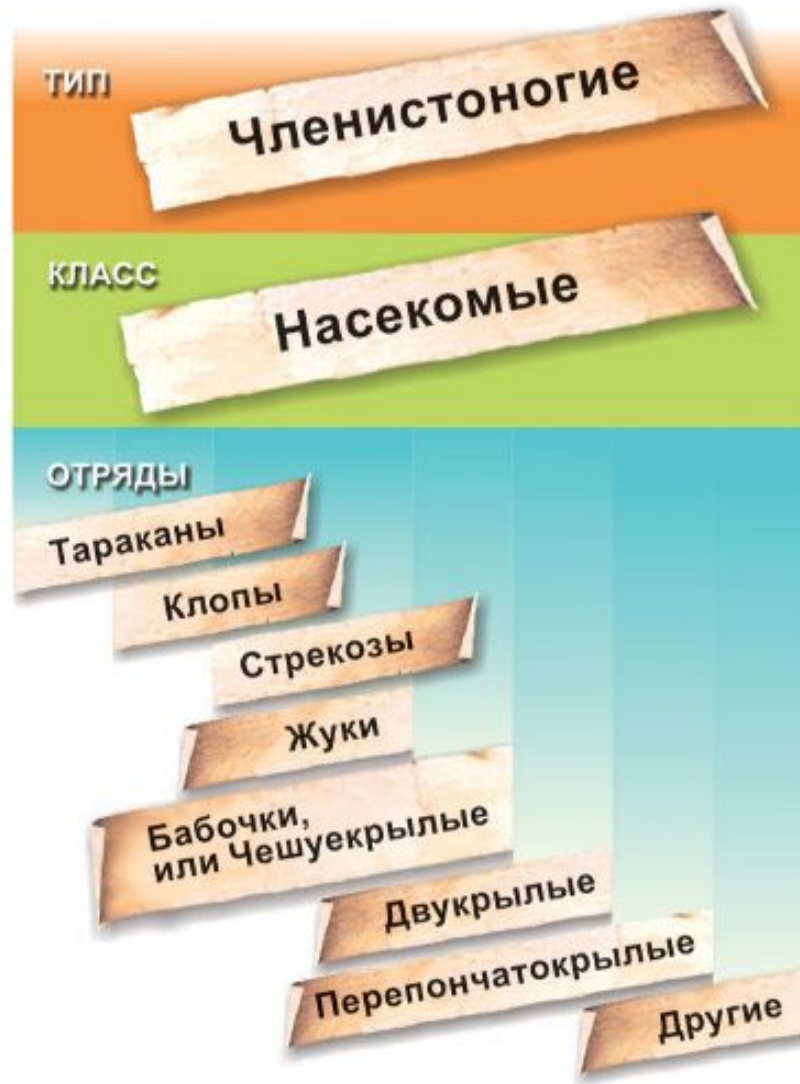 ТИП
Членистоногие
КЛАСС
Насекомые
ОТРЯДЫ
Тараканы
Клопы
Стрекозы
Жуки
Бабочки,
или Чешуекрылые
Двукрылые
Перепончатокрылые
Другие